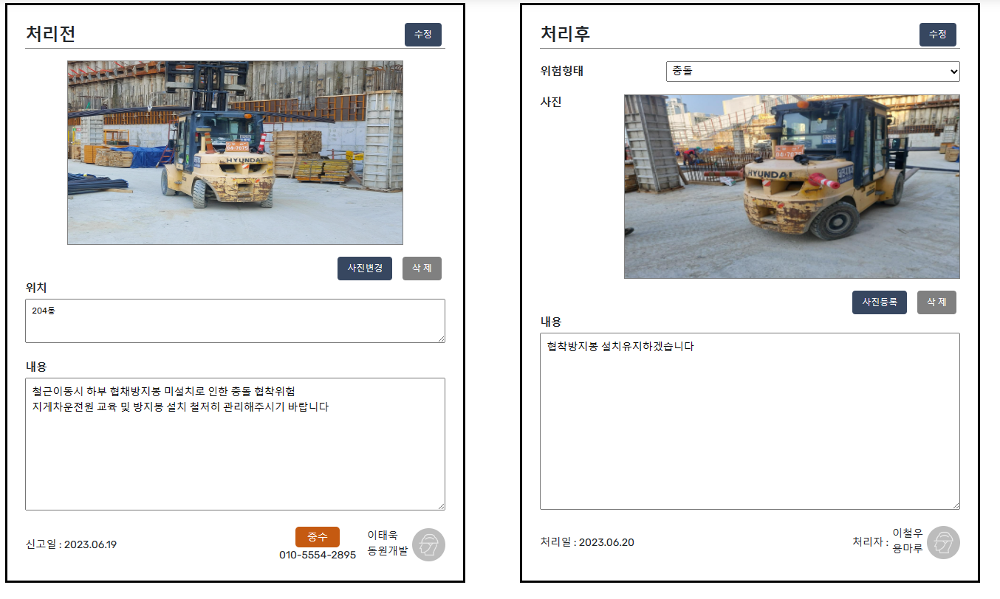 처리전
수정
HYUNDAI
사진변경
삭 제
위치
204동
내용
철근이동시 하부 협채방지봉 미설치로 인한 충돌 협착위험
지게차운전원 교육 및 방지봉 설치 철저히 관리해주시기 바랍니다
신고일 : 2023.06.19
중수
010-5554-2895
이태욱
동원개발
처리후
수정
위험형태
충돌
사진
HYUNDAI
사진등록
삭 제
내용
협착방지봉 설치유지하겠습니다
처리일 : 2023.06.20
처리자 :
이철우
용마루